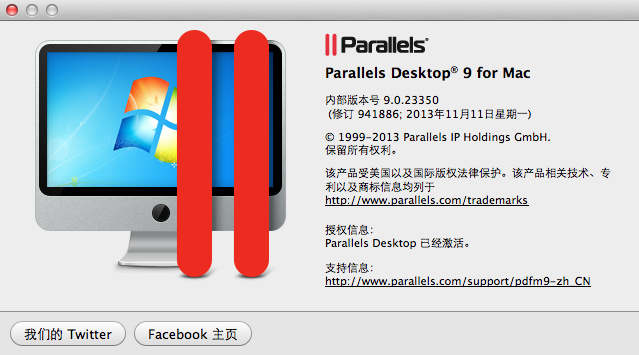 Parallels®
Parallels Desktop® 9 for Mac
内部版本号 9.0.23350
(修订 941886; 2013年11月11日星期一)
© 1999-2013 Parallels IP Holdings GmbH.
保留所有权利。
该产品受美国以及国际版权法律保护。该产品相关技术、专
利以及商标信息均列于
http://www.parallels.com/trademarks
授权信息：
Parallels Desktop 已经激活。
支持信息：
http://www.parallels.com/support/pdfm9-zh_CN
我们的 Twitter
Facebook 主页